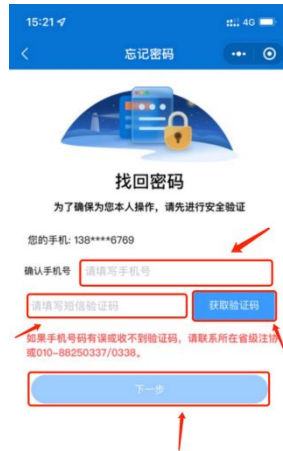 15:21
4G
忘记密码
找回密码
为了确保为您本人操作，请先进行安全验证
您的手机: 138****6769
确认手机号 请填写手机号
请填写短信验证码 获取验证码
如果手机号码有误或收不到验证码，请联系所在省级注协
或010-88250337/0338。
下一步